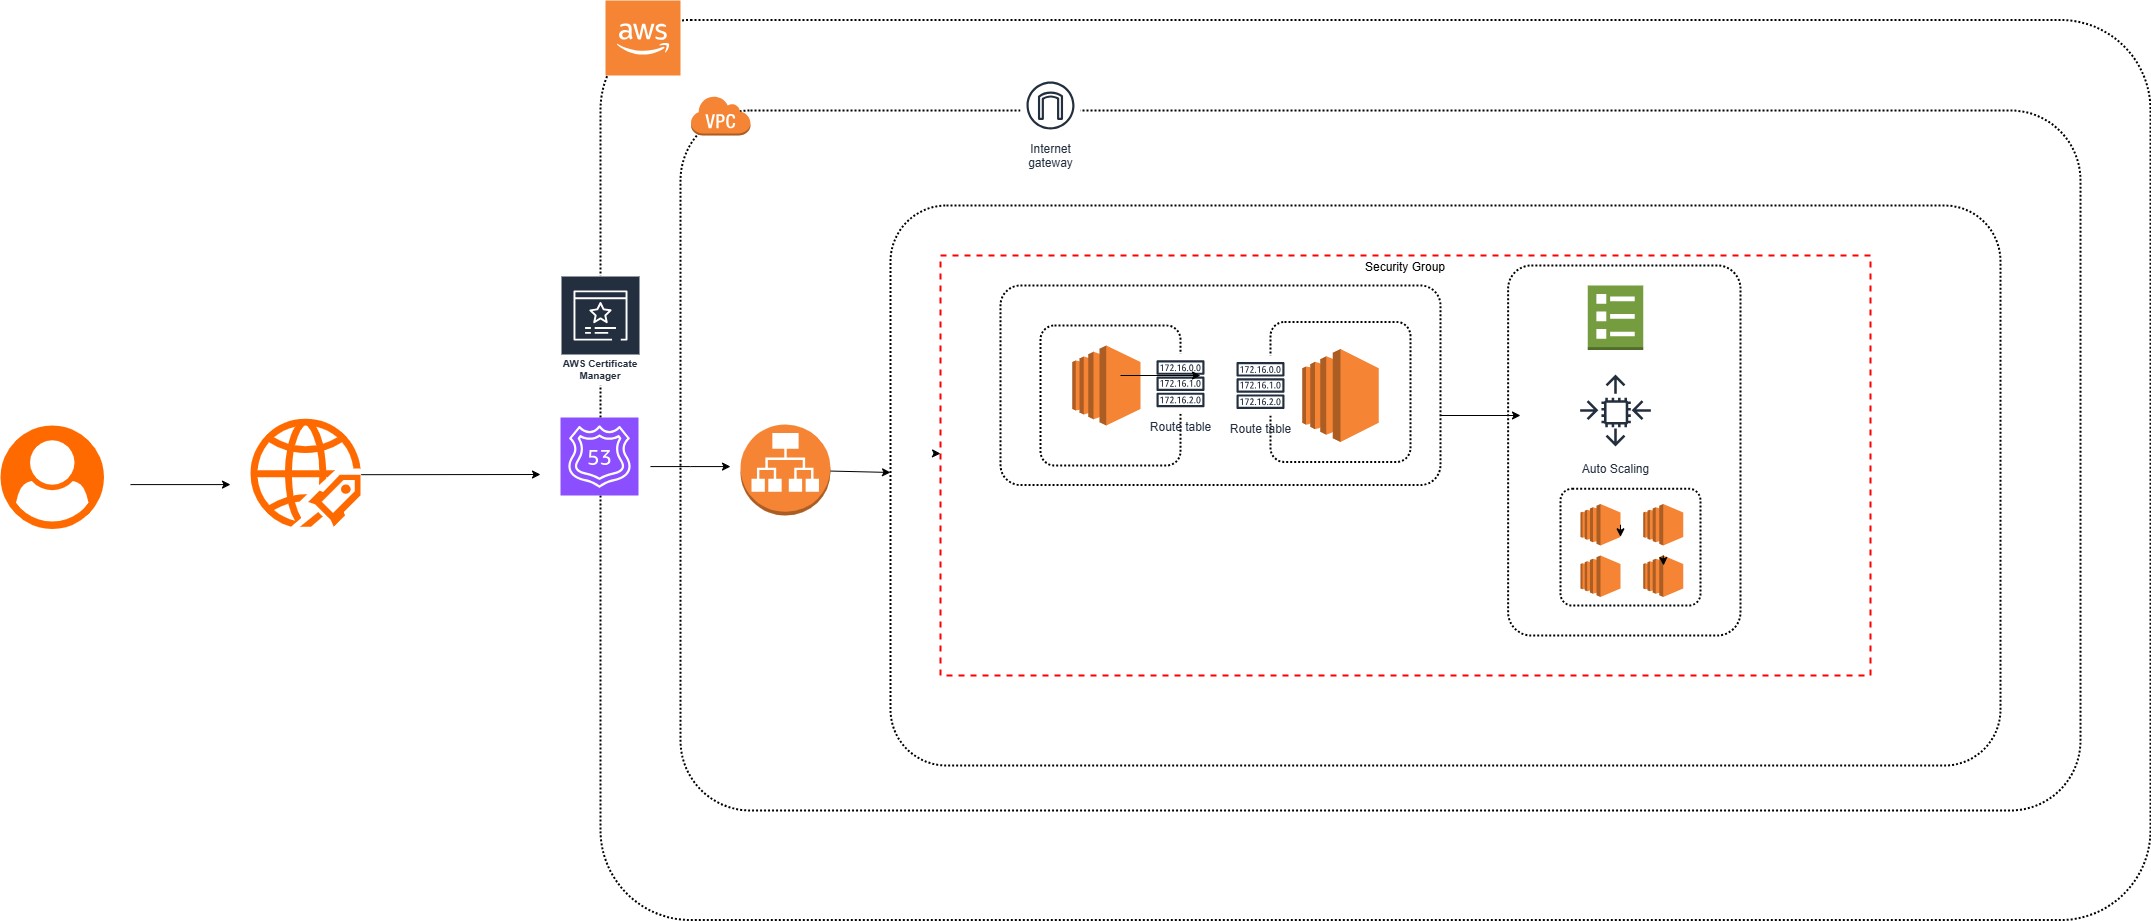 aws
VPC
Internet
gateway
Security Group
AWS Certificate
Manager
53
172.16.0.0
172.16.1.0
172.16.2.0
Route table
172.16.0.0
172.16.1.0
172.16.2.0
Route table
Auto Scaling